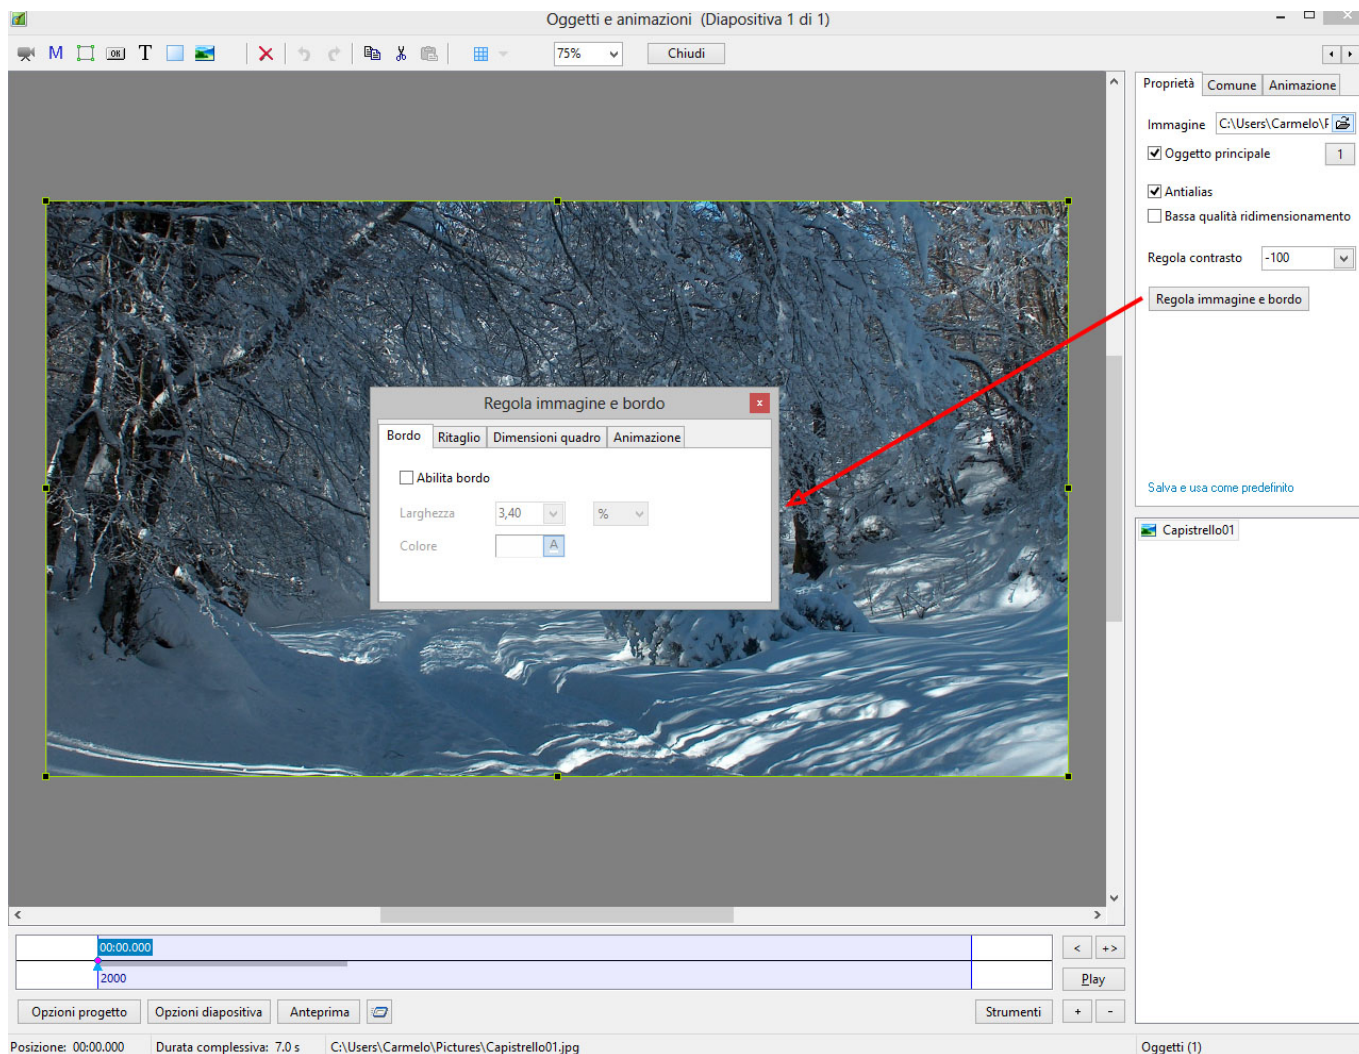 Oggetti e animazioni (Diapositiva 1 di 1)
M OK T 75% Chiudi
Proprietà Comune Animazione
Immagine C:\Users\Carmelo\F
Oggetto principale 1
Antialias
Bassa qualità ridimensionamento
Regola contrasto -100
Regola immagine e bordo
Regola immagine e bordo
Bordo Ritaglio Dimensioni quadro Animazione
Abilita bordo
Larghezza 3,40 %
Colore A
Salva e usa come predefinito
Capistrello01
00:00.000
2000
< +>
Play
Opzioni progetto Opzioni diapositiva Anteprima Strumenti + -
Posizione: 00:00.000 Durata complessiva: 7.0 s C:\Users\Carmelo\Pictures\Capistrello01.jpg Oggetti (1)